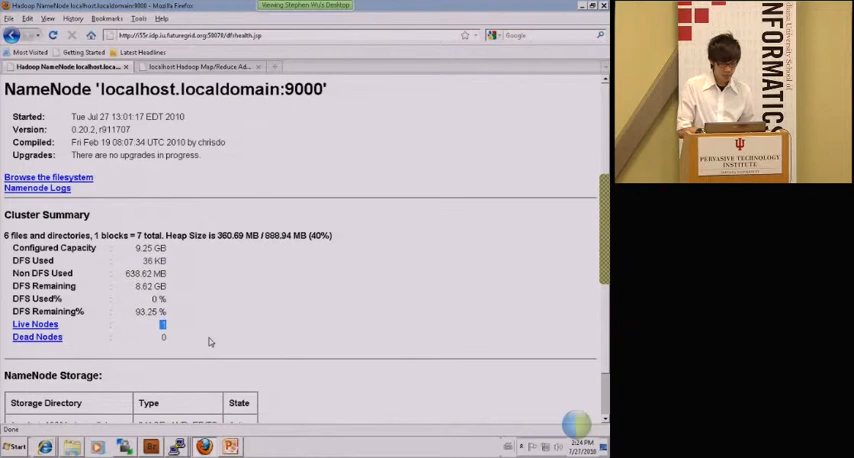 Hadoop NameNode localhost.localdomain:9000 - Mozilla Firefox
Viewing Stephen Wu's Desktop
File Edit View History Bookmarks Tools Help
Google
Most Visited Getting Started Latest Headlines
Hadoop NameNode localhost.locald... localhost Hadoop Map/Reduce Ad...
NameNode 'localhost.localdomain:9000'
Started: Tue Jul 27 13:01:17 EDT 2010
Version: 0.20.2, r911707
Compiled: Fri Feb 19 08:07:34 UTC 2010 by chrisdo
Upgrades: There are no upgrades in progress.
Browse the filesystem
Namenode Logs
Cluster Summary
6 files and directories, 1 blocks = 7 total. Heap Size is 360.69 MB / 888.94 MB (40%)
Configured Capacity : 9.25 GB
DFS Used : 36 KB
Non DFS Used : 638.62 MB
DFS Remaining : 8.62 GB
DFS Used% : 0 %
DFS Remaining% : 93.25 %
Live Nodes : 1
Dead Nodes : 0
NameNode Storage:
Storage Directory Type State
Done
Start
Br
2:24 PM
7/27/2010
diana University School of
INFORMATICS
PERVASIVE TECHNOLOGY
INSTITUTE